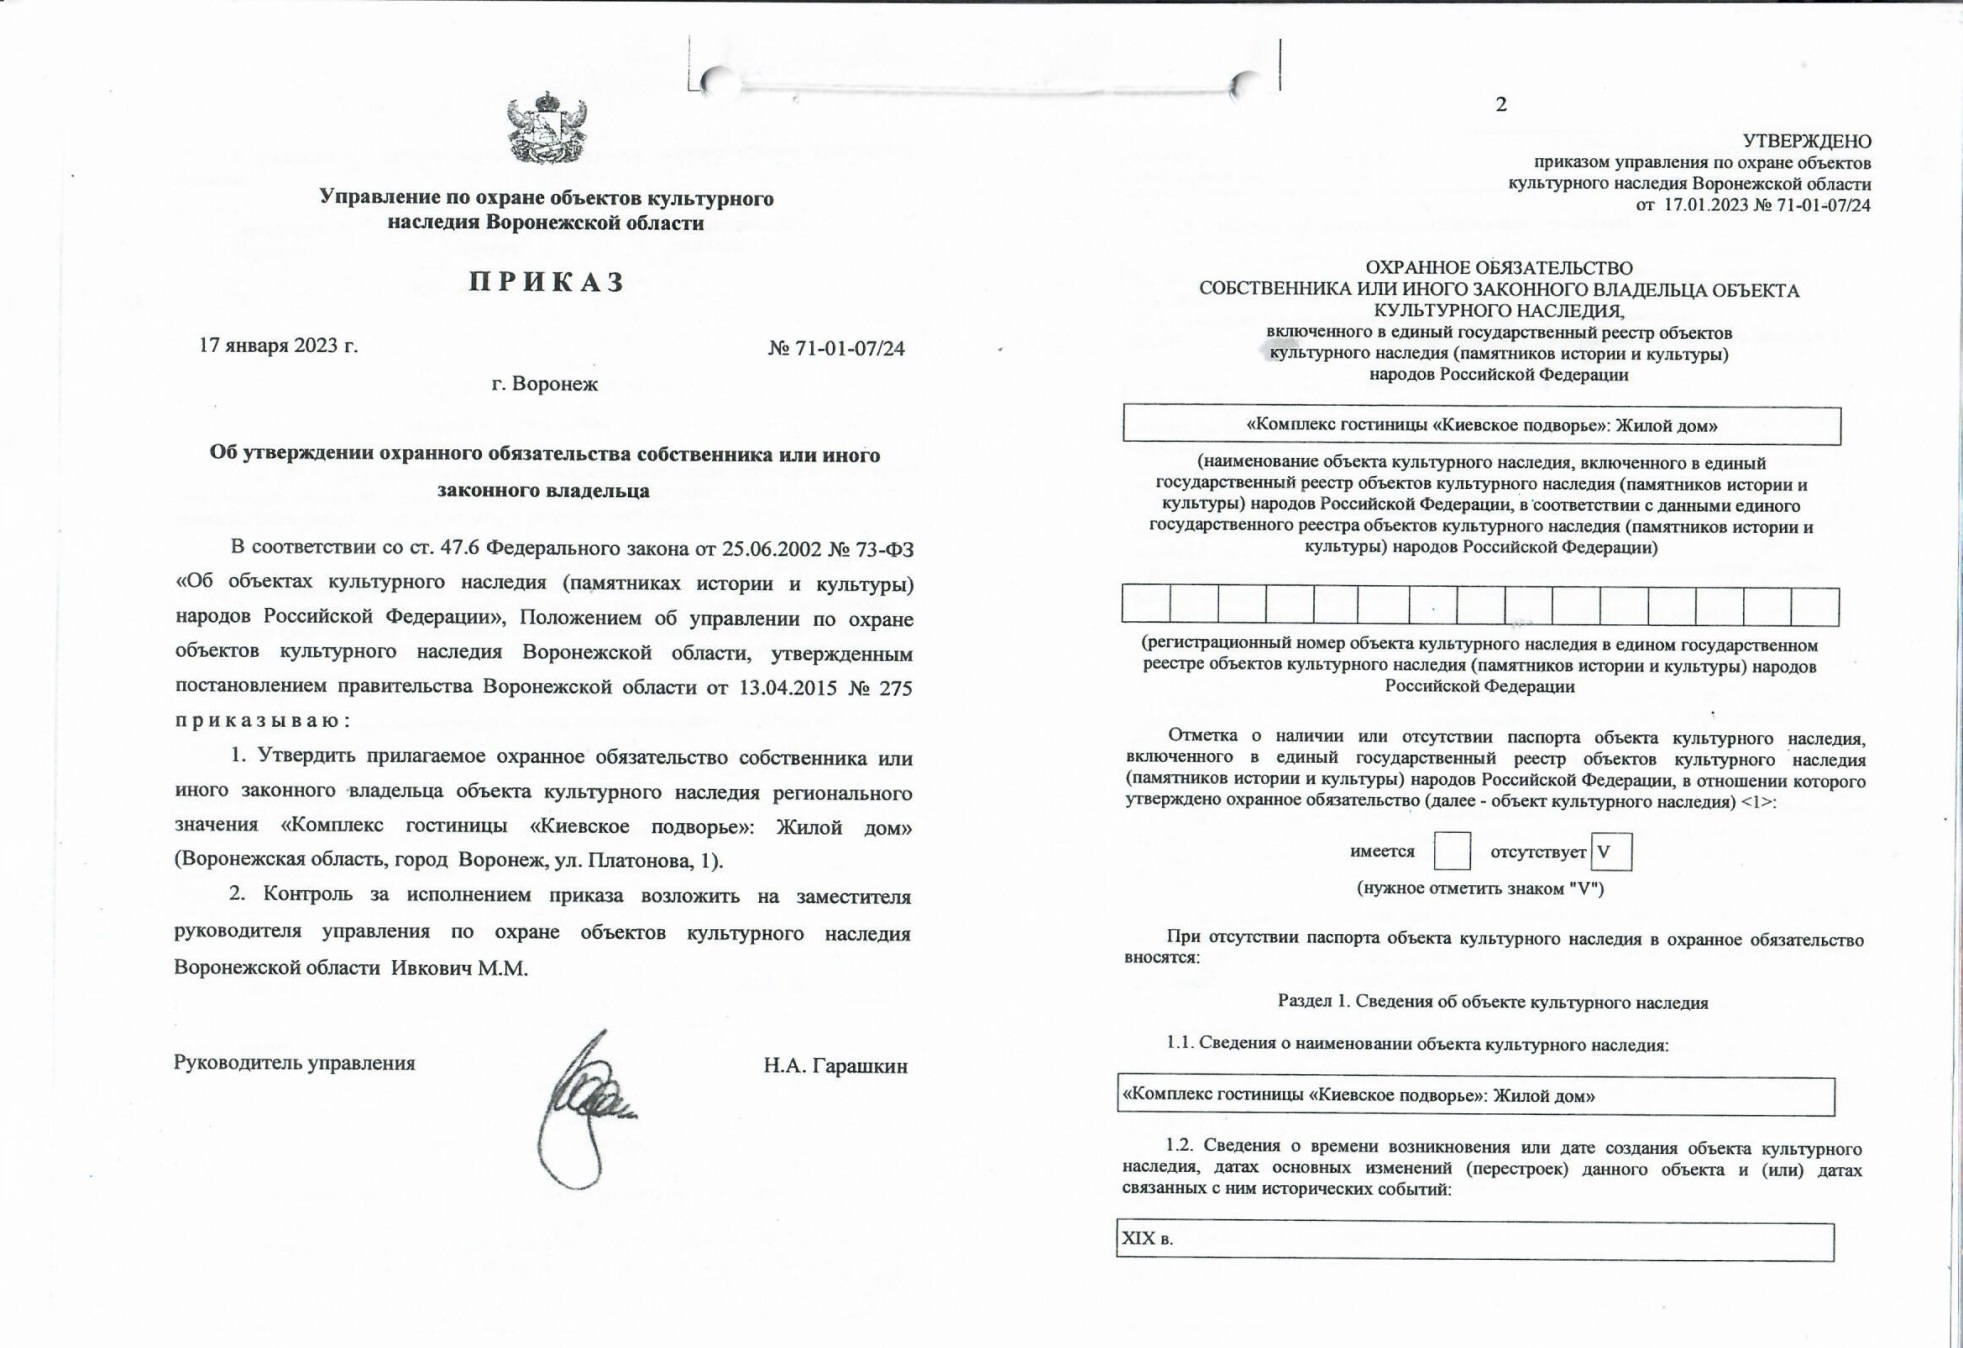 Управление по охране объектов культурного
наследия Воронежской области
П Р И К А З
17 января 2023 г.
№ 71-01-07/24
г. Воронеж
Об утверждении охранного обязательства собственника или иного
законного владельца
В соответствии со ст. 47.6 Федерального закона от 25.06.2002 № 73-ФЗ
«Об объектах культурного наследия (памятниках истории и культуры)
народов Российской Федерации», Положением об управлении по охране
объектов культурного наследия Воронежской области, утвержденным
постановлением правительства Воронежской области от 13.04.2015 № 275
п р и к а з ы в а ю :
1. Утвердить прилагаемое охранное обязательство собственника или
иного законного владельца объекта культурного наследия регионального
значения «Комплекс гостиницы «Киевское подворье»: Жилой дом»
(Воронежская область, город Воронеж, ул. Платонова, 1).
2. Контроль за исполнением приказа возложить на заместителя
руководителя управления по охране объектов культурного наследия
Воронежской области Ивкович М.М.
Руководитель управления
Н.А. Гарашкин
2
УТВЕРЖДЕНО
приказом управления по охране объектов
культурного наследия Воронежской области
от 17.01.2023 № 71-01-07/24
ОХРАННОЕ ОБЯЗАТЕЛЬСТВО
СОБСТВЕННИКА ИЛИ ИНОГО ЗАКОННОГО ВЛАДЕЛЬЦА ОБЪЕКТА
КУЛЬТУРНОГО НАСЛЕДИЯ,
включенного в единый государственный реестр объектов
культурного наследия (памятников истории и культуры)
народов Российской Федерации
«Комплекс гостиницы «Киевское подворье»: Жилой дом»
(наименование объекта культурного наследия, включенного в единый
государственный реестр объектов культурного наследия (памятников истории и
культуры) народов Российской Федерации, в соответствии с данными единого
государственного реестра объектов культурного наследия (памятников истории и
культуры) народов Российской Федерации)
(регистрационный номер объекта культурного наследия в едином государственном
реестре объектов культурного наследия (памятников истории и культуры) народов
Российской Федерации
Отметка о наличии или отсутствии паспорта объекта культурного наследия,
включенного в единый государственный реестр объектов культурного наследия
(памятников истории и культуры) народов Российской Федерации, в отношении которого
утверждено охранное обязательство (далее - объект культурного наследия) <1>:
имеется отсутствует V
(нужное отметить знаком "V")
При отсутствии паспорта объекта культурного наследия в охранное обязательство
вносятся:
Раздел 1. Сведения об объекте культурного наследия
1.1. Сведения о наименовании объекта культурного наследия:
«Комплекс гостиницы «Киевское подворье»: Жилой дом»
1.2. Сведения о времени возникновения или дате создания объекта культурного
наследия, датах основных изменений (перестроек) данного объекта и (или) датах
связанных с ним исторических событий:
XIX в.